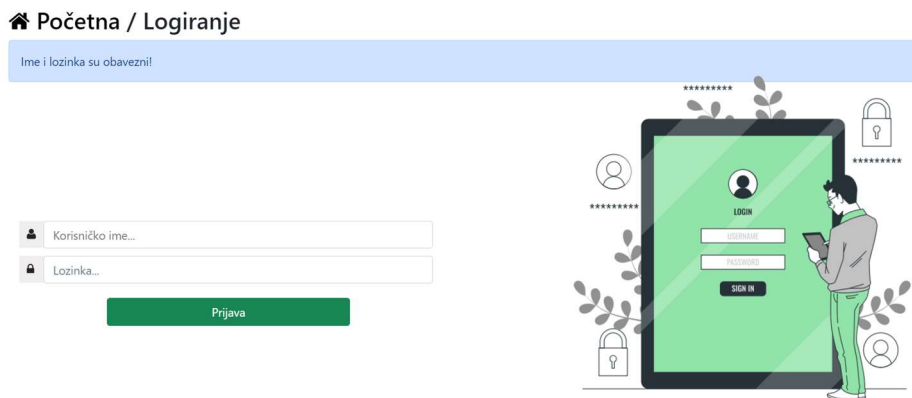 Početna / Logiranje
Ime i lozinka su obavezni!
Korisničko ime...
Lozinka...
Prijava
*********
*********
*********
LOGIN
USERNAME
PASSWORD
SIGN IN